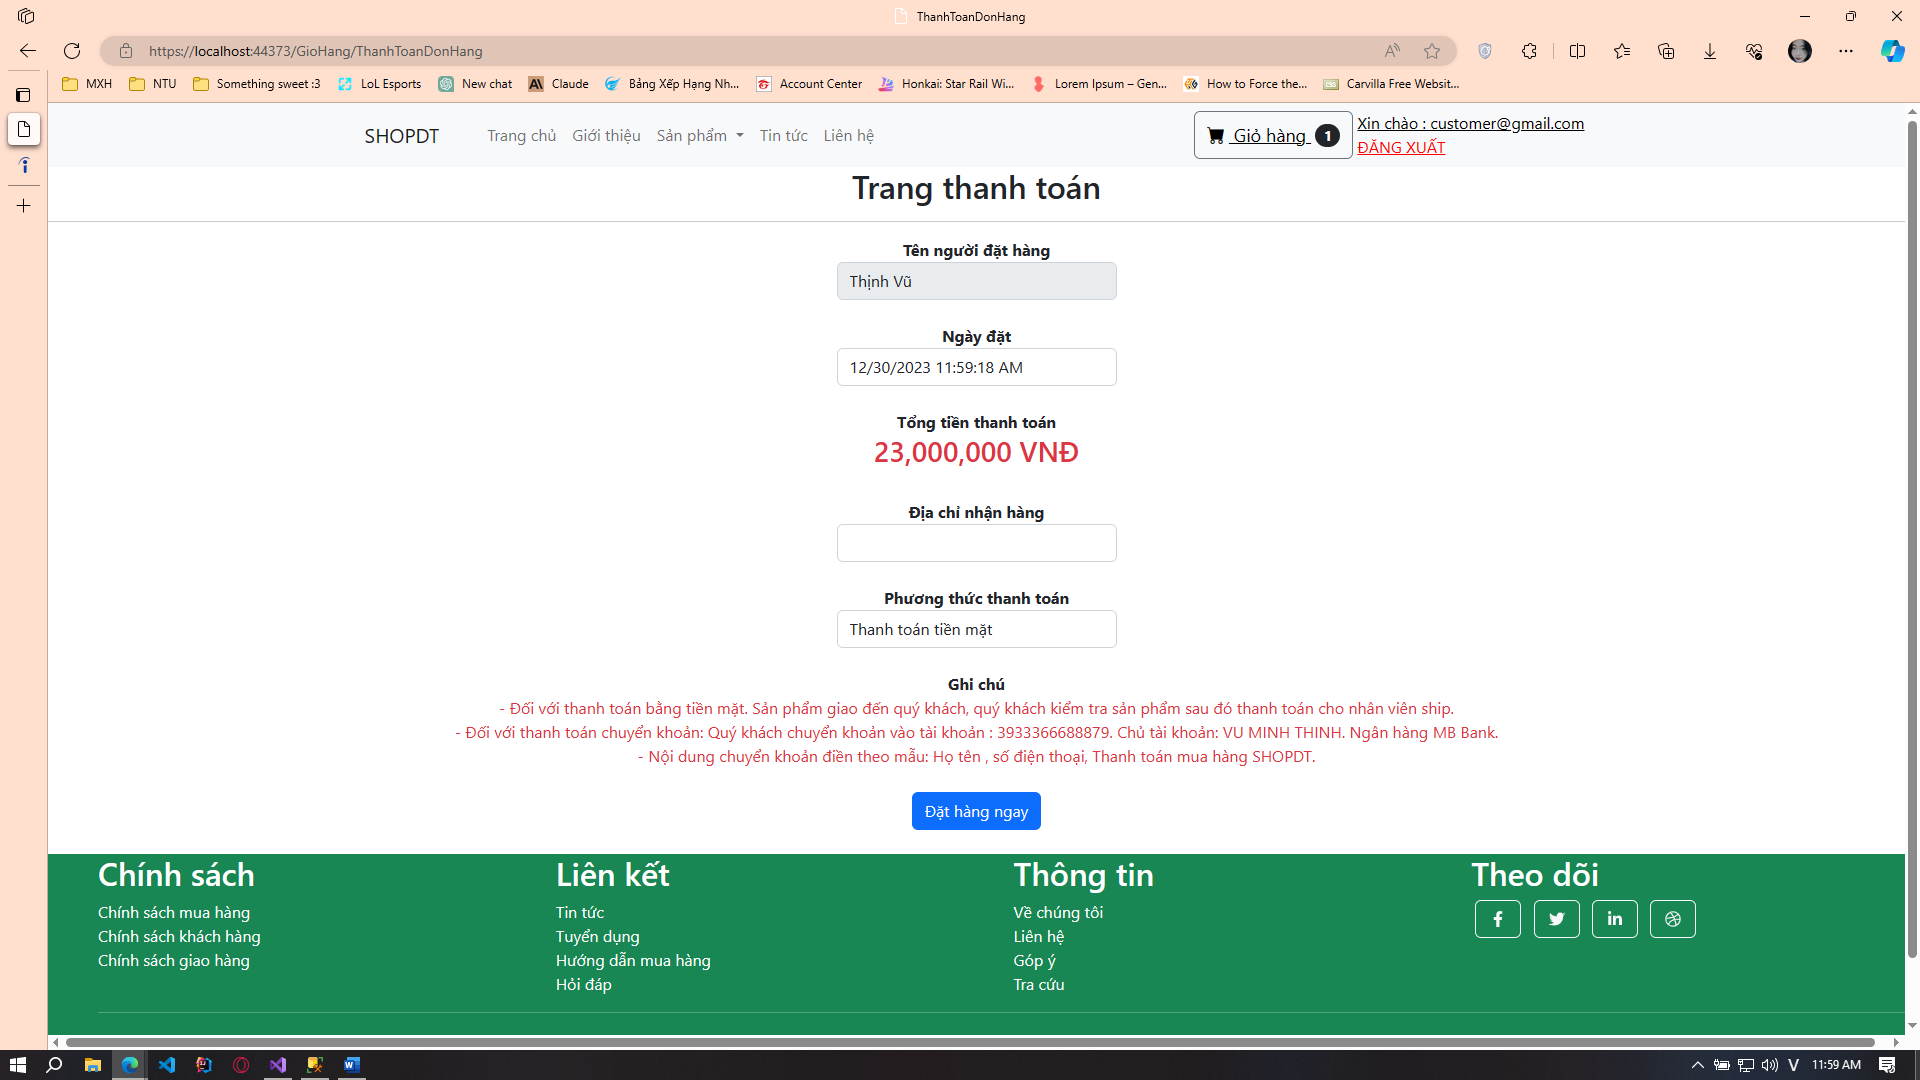 ThanhToanDonHang
https://localhost:44373/GioHang/ThanhToanDonHang
MXH NTU Something sweet :3 LoL Esports New chat Claude Bảng Xếp Hạng Nh... Account Center Honkai: Star Rail Wi... Lorem Ipsum – Gen... How to Force the... Carvilla Free Websit...
SHOPDT Trang chủ Giới thiệu Sản phẩm Tin tức Liên hệ Giỏ hàng 1 Xin chào : customer@gmail.com
ĐĂNG XUẤT
Trang thanh toán
Tên người đặt hàng
Thịnh Vũ
Ngày đặt
12/30/2023 11:59:18 AM
Tổng tiền thanh toán
23,000,000 VNĐ
Địa chỉ nhận hàng
Phương thức thanh toán
Thanh toán tiền mặt
Ghi chú
- Đối với thanh toán bằng tiền mặt. Sản phẩm giao đến quý khách, quý khách kiểm tra sản phẩm sau đó thanh toán cho nhân viên ship.
- Đối với thanh toán chuyển khoản: Quý khách chuyển khoản vào tài khoản : 3933366688879. Chủ tài khoản: VU MINH THINH. Ngân hàng MB Bank.
- Nội dung chuyển khoản điền theo mẫu: Họ tên , số điện thoại, Thanh toán mua hàng SHOPDT.
Đặt hàng ngay
Chính sách
Chính sách mua hàng
Chính sách khách hàng
Chính sách giao hàng
Liên kết
Tin tức
Tuyển dụng
Hướng dẫn mua hàng
Hỏi đáp
Thông tin
Về chúng tôi
Liên hệ
Góp ý
Tra cứu
Theo dõi
V 11:59 AM